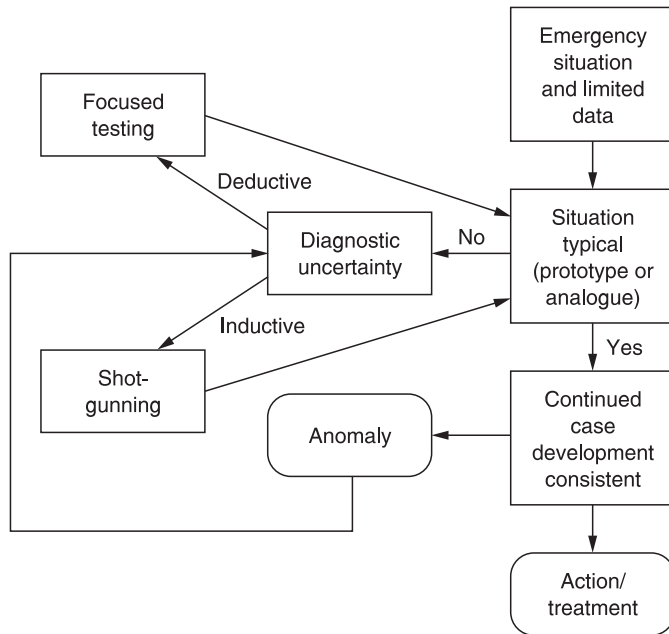 Emergency
situation
and limited
data
Focused
testing
Deductive
Situation
typical
(prototype or
analogue)
No
Diagnostic
uncertainty
Inductive
Yes
Shot-
gunning
Continued
case
development
consistent
Anomaly
Action/
treatment